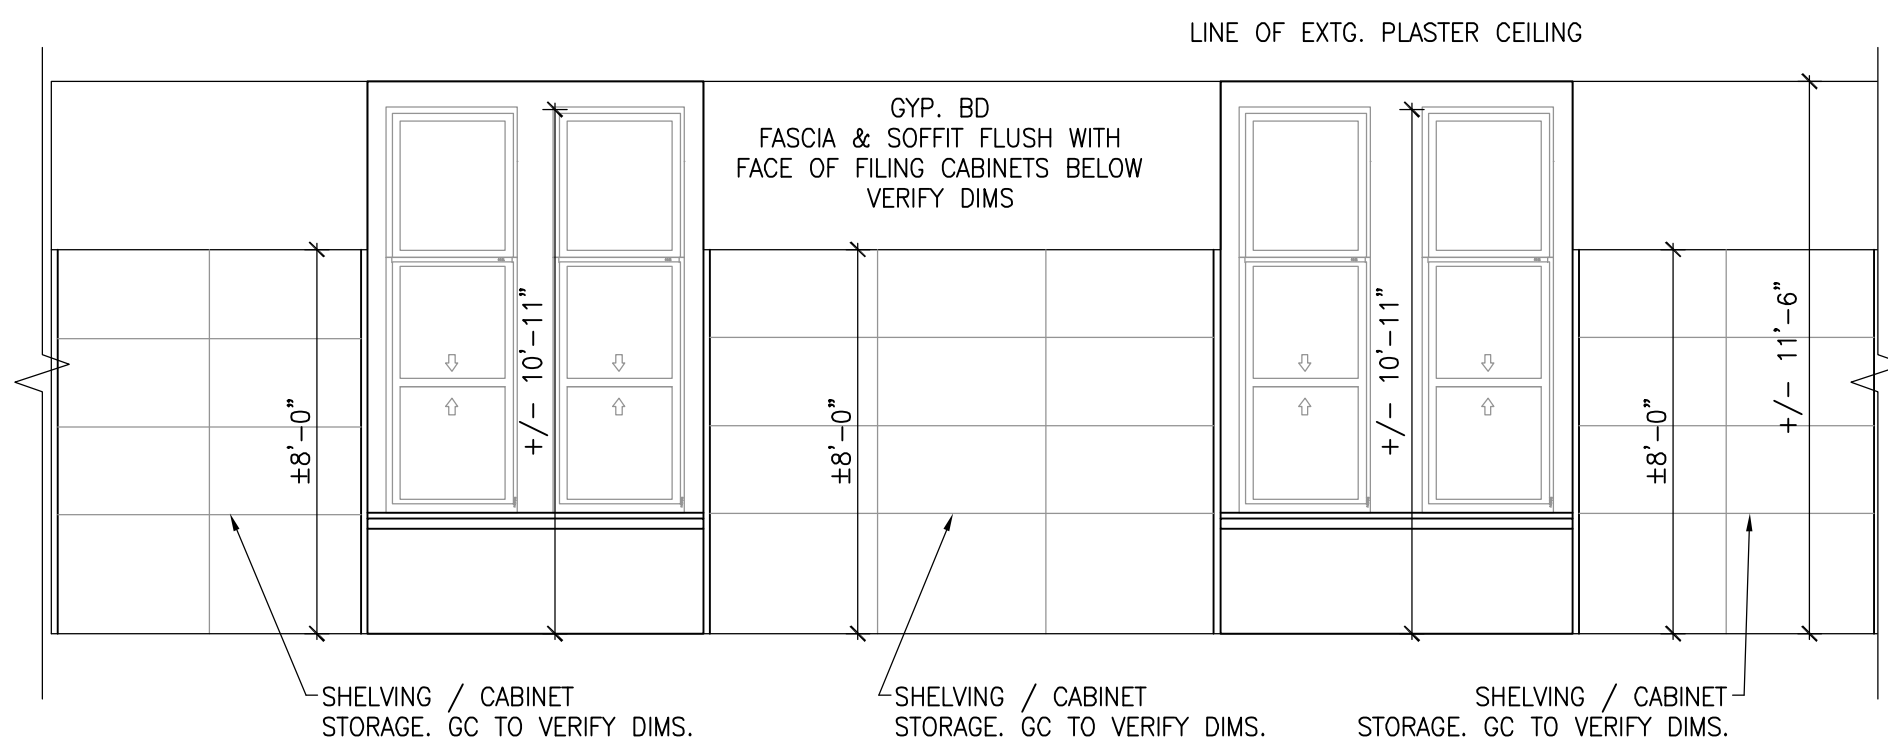 LINE OF EXTG. PLASTER CEILING
GYP. BD
FASCIA & SOFFIT FLUSH WITH
FACE OF FILING CABINETS BELOW
VERIFY DIMS
±8'-0"
+/- 10'-11"
±8'-0"
+/- 10'-11"
±8'-0"
+/- 11'-6"
SHELVING / CABINET
STORAGE. GC TO VERIFY DIMS.
SHELVING / CABINET
STORAGE. GC TO VERIFY DIMS.
SHELVING / CABINET
STORAGE. GC TO VERIFY DIMS.